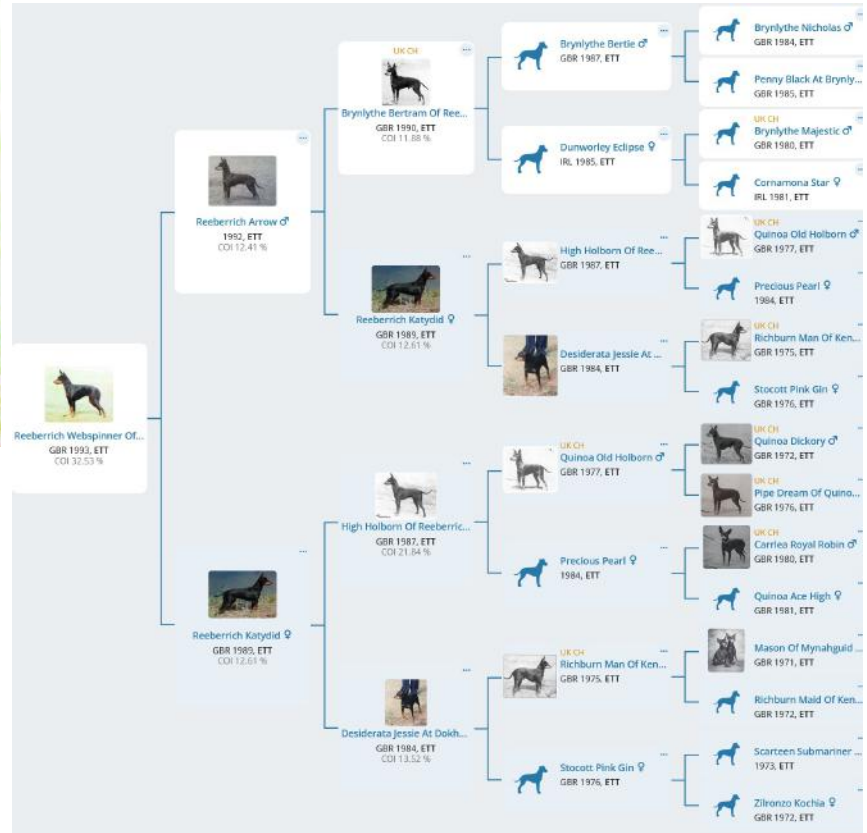 Reeberrich Webspinner Of...
GBR 1993, ETT
COI 32.53 %
Reeberrich Arrow ♂
1992, ETT
COI 12.41 %
Reeberrich Katydid ♀
GBR 1989, ETT
COI 12.61 %
UK CH
Brynlythe Bertram Of Ree...
GBR 1990, ETT
COI 11.88 %
Reeberrich Katydid ♀
GBR 1989, ETT
COI 12.61 %
High Holborn Of Reeberric...
GBR 1987, ETT
COI 21.84 %
Desiderata Jessie At Dokh...
GBR 1984, ETT
COI 13.52 %
Brynlythe Bertie ♂
GBR 1987, ETT
Dunworley Eclipse ♀
IRL 1985, ETT
High Holborn Of Ree...
GBR 1987, ETT
Desiderata Jessie At ...
GBR 1984, ETT
UK CH
Quinoa Old Holborn ♂
GBR 1977, ETT
Precious Pearl ♀
1984, ETT
UK CH
Richburn Man Of Ken...
GBR 1975, ETT
Stocott Pink Gin ♀
GBR 1976, ETT
Brynlythe Nicholas ♂
GBR 1984, ETT
Penny Black At Brynly...
GBR 1985, ETT
UK CH
Brynlythe Majestic ♂
GBR 1980, ETT
Cornamona Star ♀
IRL 1981, ETT
UK CH
Quinoa Old Holborn ♂
GBR 1977, ETT
Precious Pearl ♀
1984, ETT
UK CH
Richburn Man Of Ken...
GBR 1975, ETT
Stocott Pink Gin ♀
GBR 1976, ETT
UK CH
Quinoa Dickory ♂
GBR 1972, ETT
UK CH
Pipe Dream Of Quino...
GBR 1976, ETT
UK CH
Carriea Royal Robin ♂
GBR 1980, ETT
Quinoa Ace High ♀
GBR 1981, ETT
Mason Of Mynahguid ...
GBR 1971, ETT
Richburn Maid Of Ken...
GBR 1972, ETT
Scarteen Submariner ...
1973, ETT
Zilronzo Kochia ♀
GBR 1972, ETT